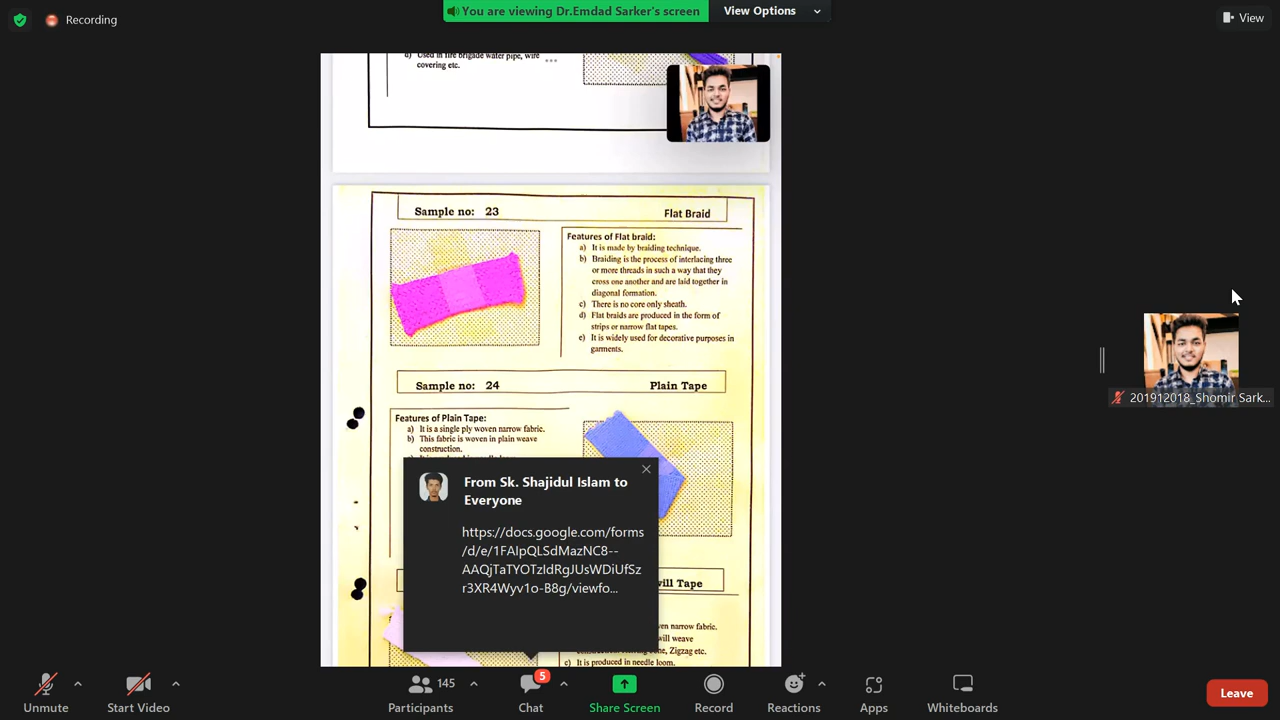 Recording
You are viewing Dr.Emdad Sarker's screen
View Options
View
d) Used in fire brigade water pipe, wire
covering etc.
Sample no: 23
Flat Braid
Features of Flat braid:
a) It is made by braiding technique.
b) Braiding is the process of interlacing three
or more threads in such a way that they
cross one another and are laid together in
diagonal formation.
c) There is no core only sheath.
d) Flat braids are produced in the form of
strips or narrow flat tapes.
e) It is widely used for decorative purposes in
garments.
Sample no: 24
Plain Tape
Features of Plain Tape:
a) It is a single ply woven narrow fabric.
b) This fabric is woven in plain weave
construction.
From Sk. Shajidul Islam to
Everyone
https://docs.google.com/forms
/d/e/1FAIpQLSdMazNC8--
AAQjTaTYOTzIdRgJUsWDiUfSz
r3XR4Wyv1o-B8g/viewfo...
will Tape
ven narrow fabric.
will weave
one, Zigzag etc.
c) It is produced in needle loom.
201912018_Shomir Sark...
Unmute
Start Video
145
Participants
5
Chat
Share Screen
Record
Reactions
Apps
Whiteboards
Leave